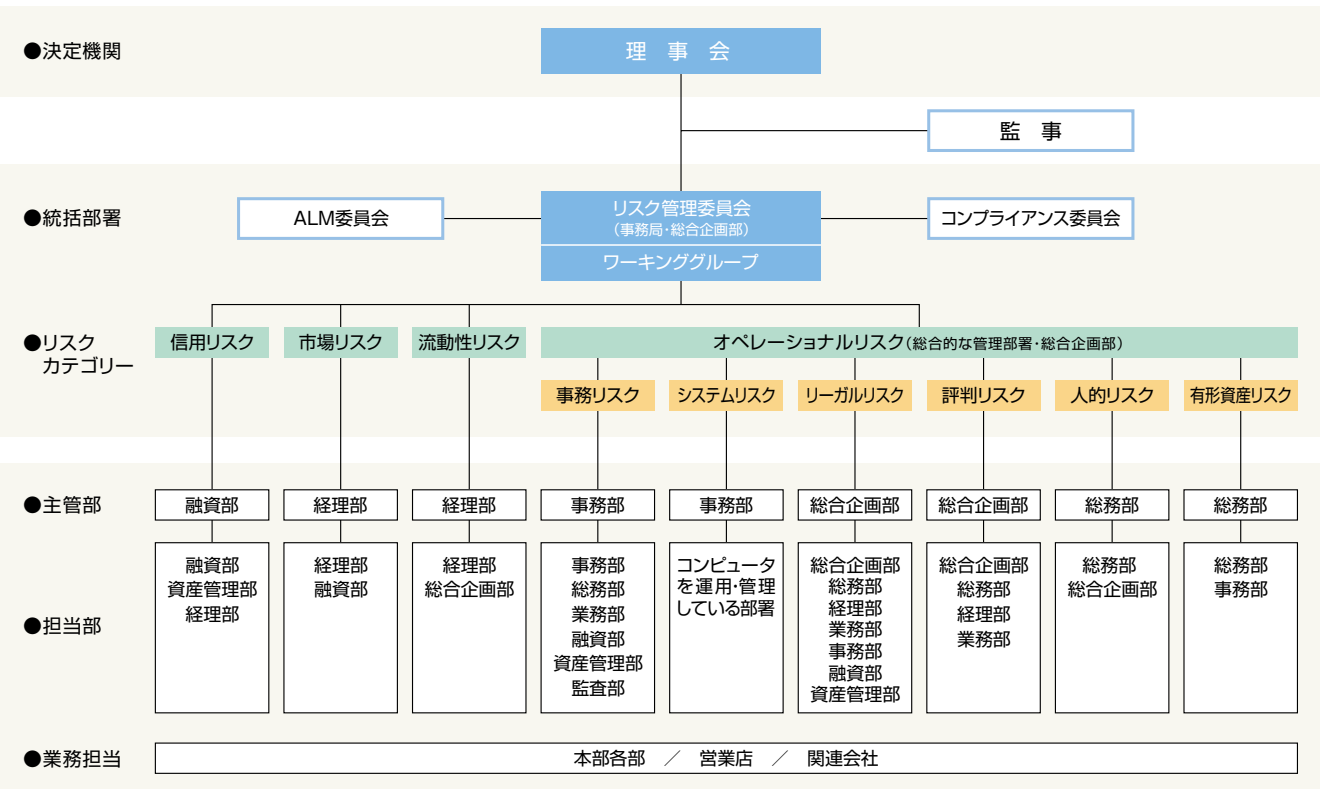 ●決定機関
理 事 会
監 事
●統括部署
ALM委員会
リスク管理委員会
(事務局・総合企画部)
コンプライアンス委員会
ワーキンググループ
●リスク
カテゴリー
信用リスク
市場リスク
流動性リスク
オペレーショナルリスク(総合的な管理部署・総合企画部)
事務リスク
システムリスク
リーガルリスク
評判リスク
人的リスク
有形資産リスク
●主管部
融資部
経理部
経理部
事務部
事務部
総合企画部
総合企画部
総務部
総務部
●担当部
融資部
資産管理部
経理部
経理部
融資部
経理部
総合企画部
事務部
総務部
業務部
融資部
資産管理部
監査部
コンピュータ
を運用・管理
している部署
総合企画部
総務部
経理部
業務部
事務部
融資部
資産管理部
総合企画部
総務部
経理部
業務部
総務部
総合企画部
総務部
事務部
●業務担当
本部各部 / 営業店 / 関連会社